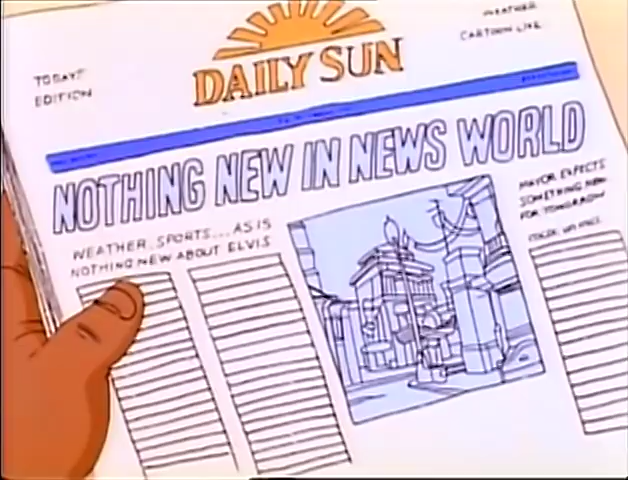 TODAY'S
EDITION
WEATHER
CARTOON LIKE
DAILY SUN
NOTHING NEW IN NEWS WORLD
WEATHER, SPORTS... AS IS
NOTHING NEW ABOUT ELVIS
MAYOR EXPECTS
SOMETHING NEW
FOR TOMORROW